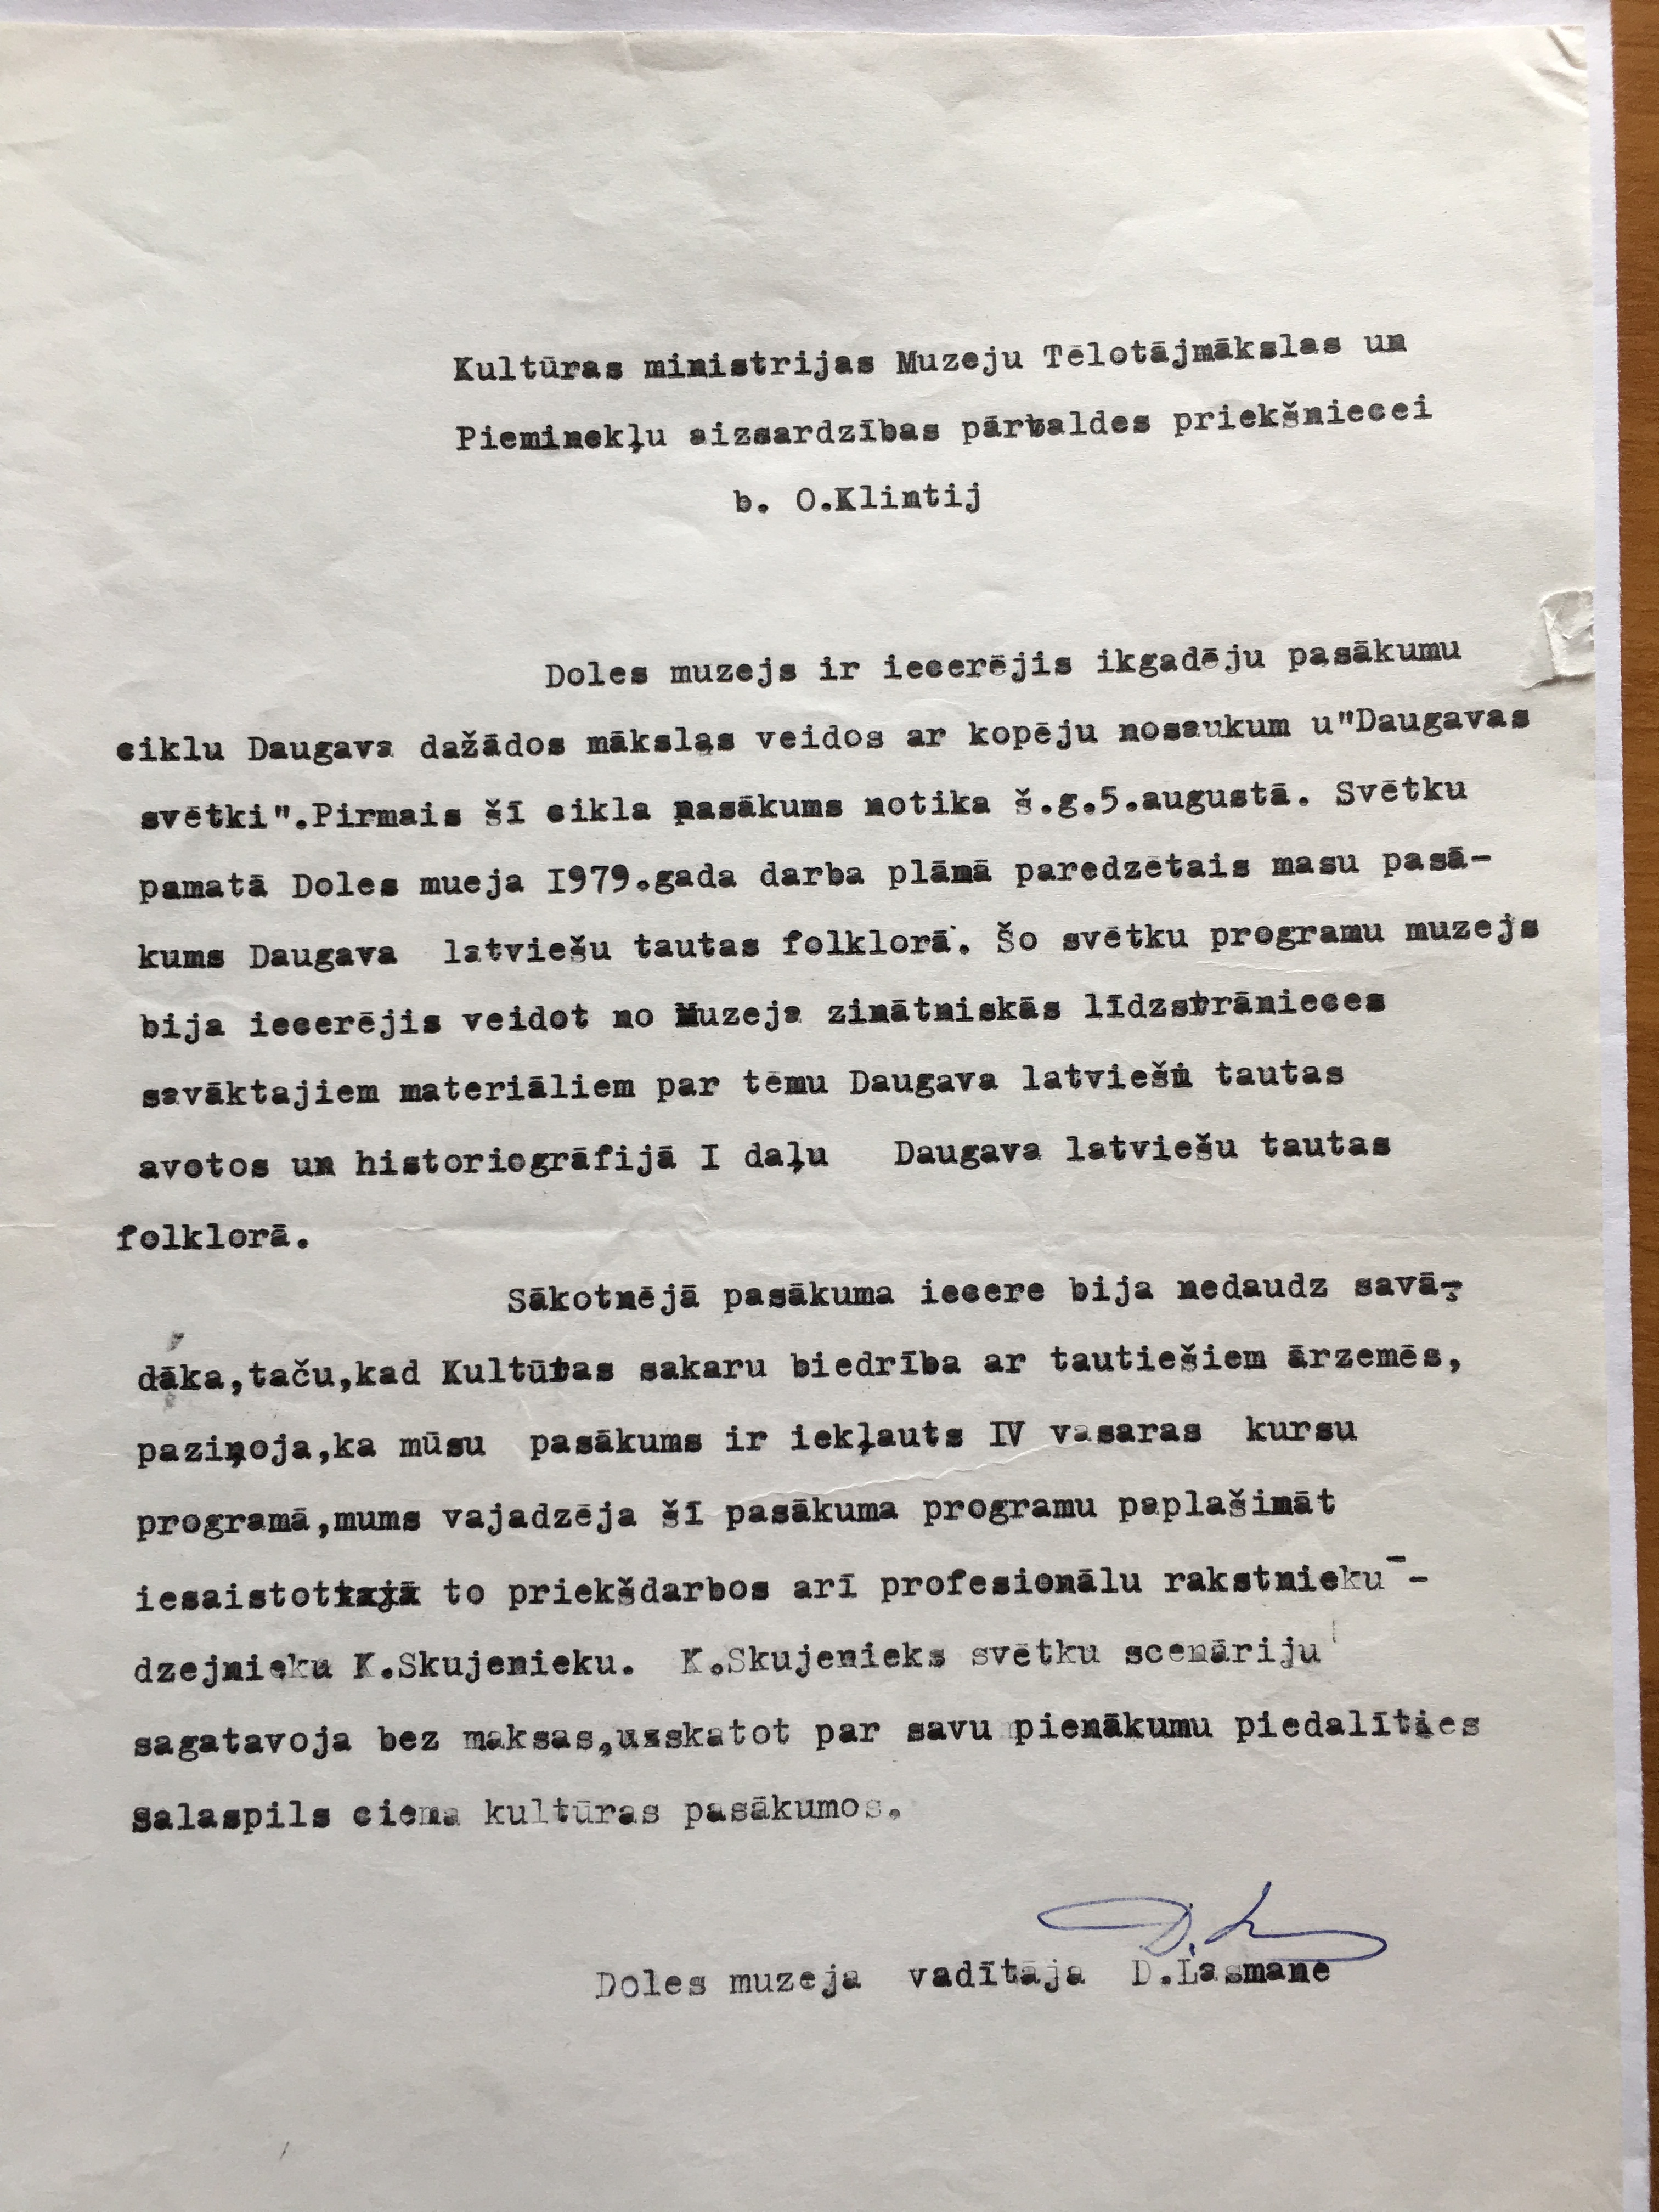 Kultūras ministrijas Muzeju Tēlotājmākslas un
Pieminekļu aizsardzības pārvaldes priekšniecei
b. O.Klintij
Doles muzejs ir iecerējis ikgadēju pasākumu
ciklu Daugava dažādos mākslas veidos ar kopēju nosaukum u"Daugavas
svētki".Pirmais šī cikla pasākums notika š.g.5.augustā. Svētku
pamatā Doles mueja I979.gada darba plānā paredzētais masu pasā-
kums Daugava latviešu tautas folklorā. Šo svētku programu muzejs
bija iecerējis veidot no Muzeja zinātniskās līdzstrānieces
savāktajiem materiāliem par tēmu Daugava latviešu tautas
avotos un historiogrāfijā I daļu Daugava latviešu tautas
folklorā.
Sākotnējā pasākuma iecere bija nedaudz savā-
dāka,taču,kad Kultūras sakaru biedrība ar tautiešiem ārzemēs,
paziņoja,ka mūsu pasākums ir iekļauts IV vasaras kursu
programā,mums vajadzēja šī pasākuma programu paplašināt
iesaistot to priekšdarbos arī profesionālu rakstnieku -
dzejnieku K.Skujenieku. K.Skujenieks svētku scenāriju
sagatavoja bez maksas,uzskatot par savu pienākumu piedalīties
Salaspils ciema kultūras pasākumos.
D. L
Doles muzeja vadītāja D.Lasmane